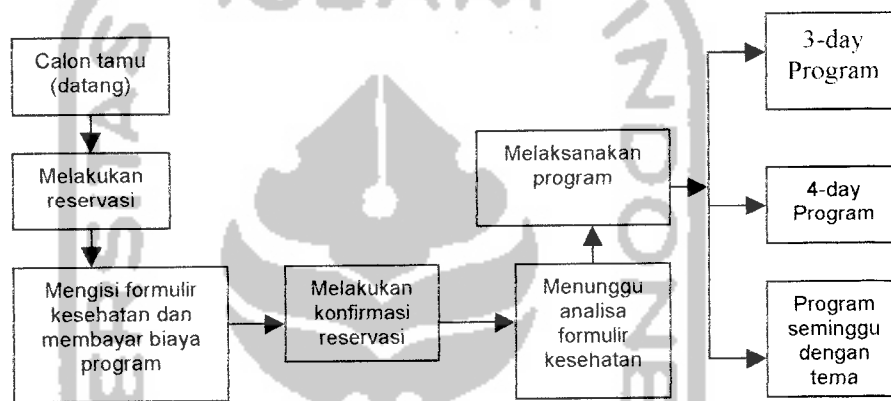 ISLAM
Calon tamu
(datang)
Melakukan
reservasi
Mengisi formulir
kesehatan dan
membayar biaya
program
Melakukan
konfirmasi
reservasi
Menunggu
analisa
formulir
kesehatan
Melaksanakan
program
3-day
Program
4-day
Program
Program
seminggu
dengan
tema